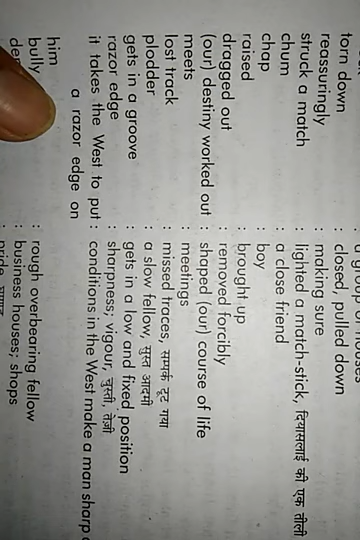 torn down : closed, pulled down
reassuringly : making sure
struck a match : lighted a match-stick, दियासलाई की एक तीली
chum : a close friend
chap : boy
raised : brought up
dragged out : removed forcibly
(our) destiny worked out : shaped (our) course of life
meets : meetings
lost track : missed traces, सम्पर्क टूट गया
plodder : a slow fellow, सुस्त आदमी
gets in a groove : gets in a low and fixed position
razor edge : sharpness; vigour, चुस्ती, तेज़ी
it takes the West to put : conditions in the West make a man sharp
a razor edge on
him
bully : rough overbearing fellow
: business houses; shops